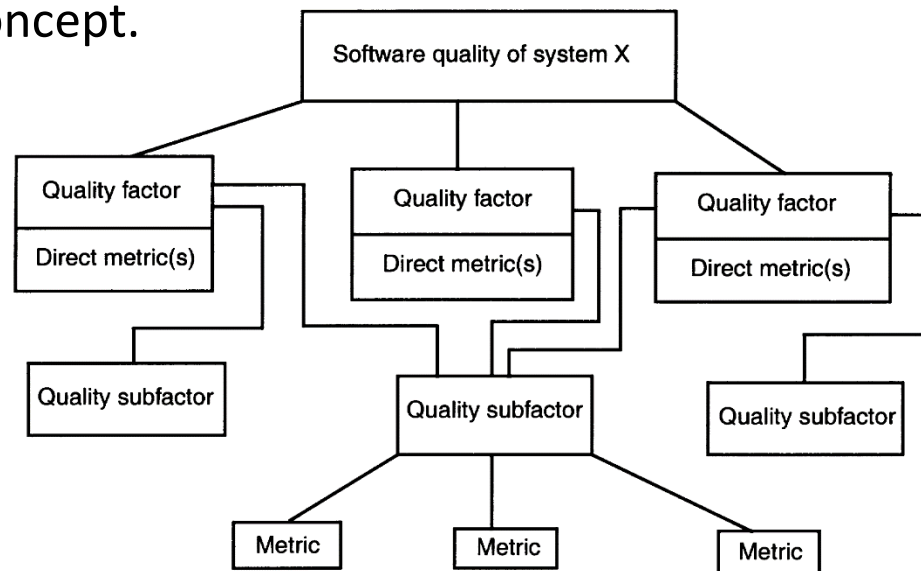 oncept.
Software quality of system X
Quality factor
Direct metric(s)
Quality factor
Direct metric(s)
Quality factor
Direct metric(s)
Quality subfactor
Quality subfactor
Quality subfactor
Metric
Metric
Metric